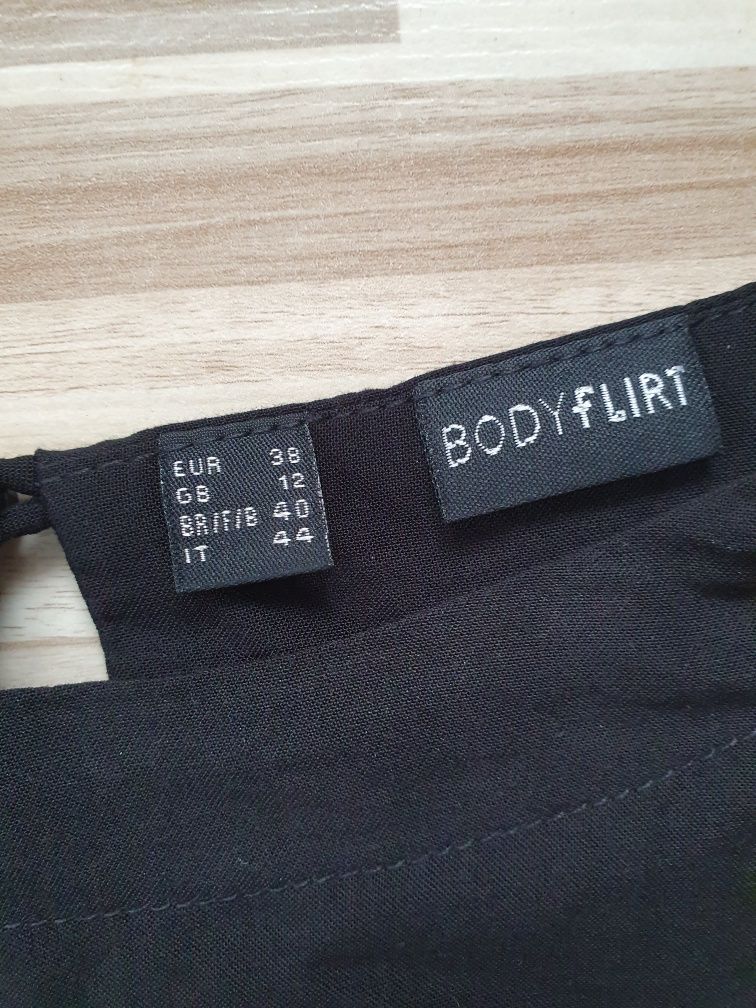 EUR 38
GB 12
BR/F/B 40
IT 44
BODYfLIRT